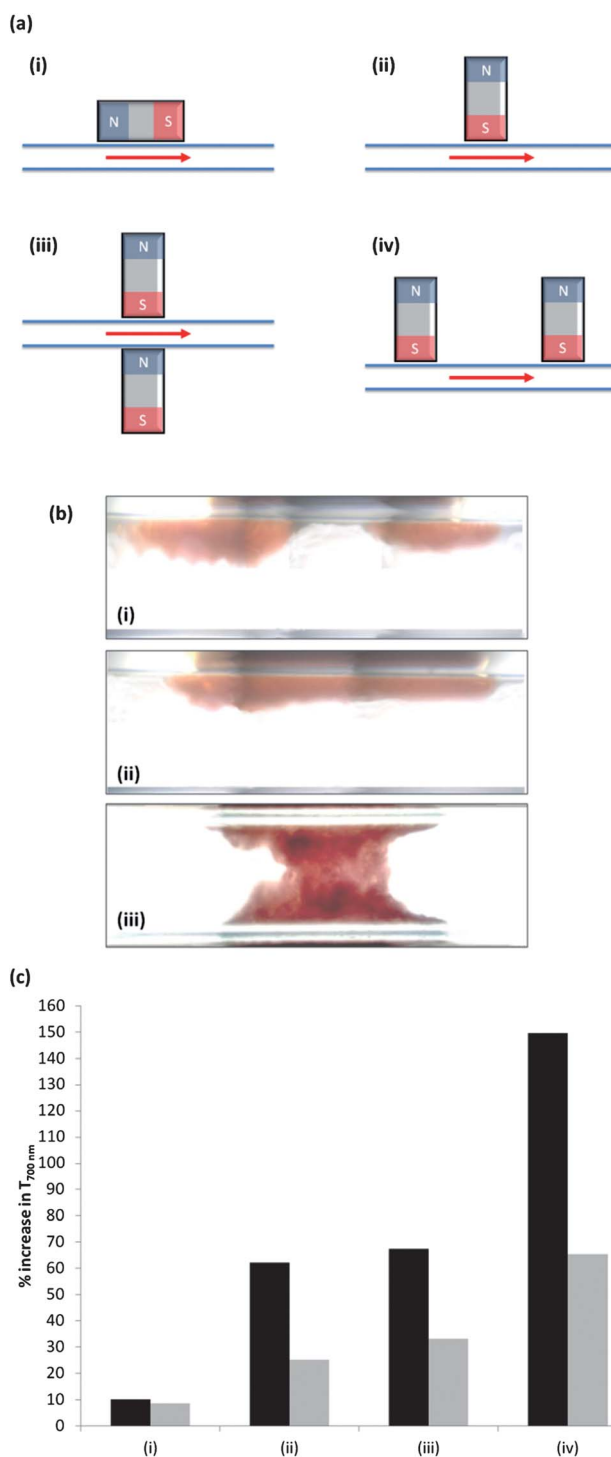 (a)
(i)
N S
(ii)
N
S
(iii)
N
S
N
S
(iv)
N N
S S
(b)
(i)
(ii)
(iii)
(c)
% increase in T700 nm
160
150
140
130
120
110
100
90
80
70
60
50
40
30
20
10
0
(i) (ii) (iii) (iv)